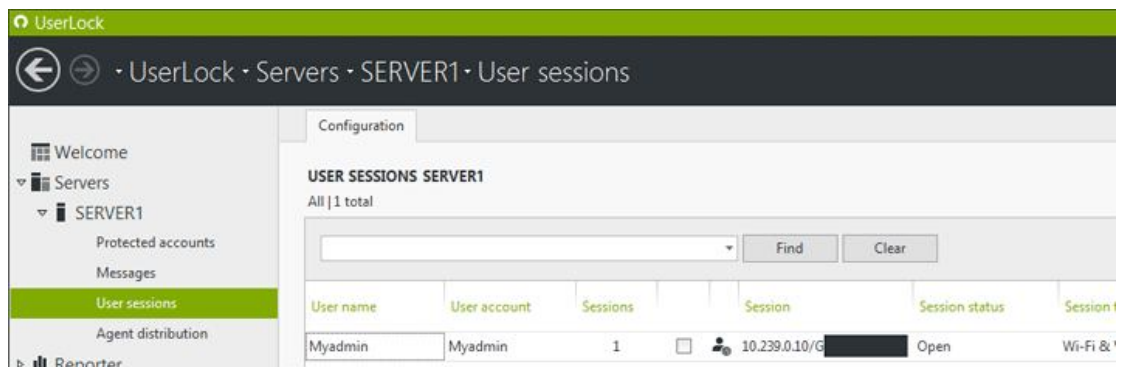 UserLock
· UserLock · Servers · SERVER1 · User sessions
Configuration
Welcome
Servers
SERVER1
Protected accounts
Messages
User sessions
Agent distribution
Reporter
USER SESSIONS SERVER1
All | 1 total
Find Clear
User name User account Sessions Session Session status Session
Myadmin Myadmin 1 10.239.0.10/G Open Wi-Fi &